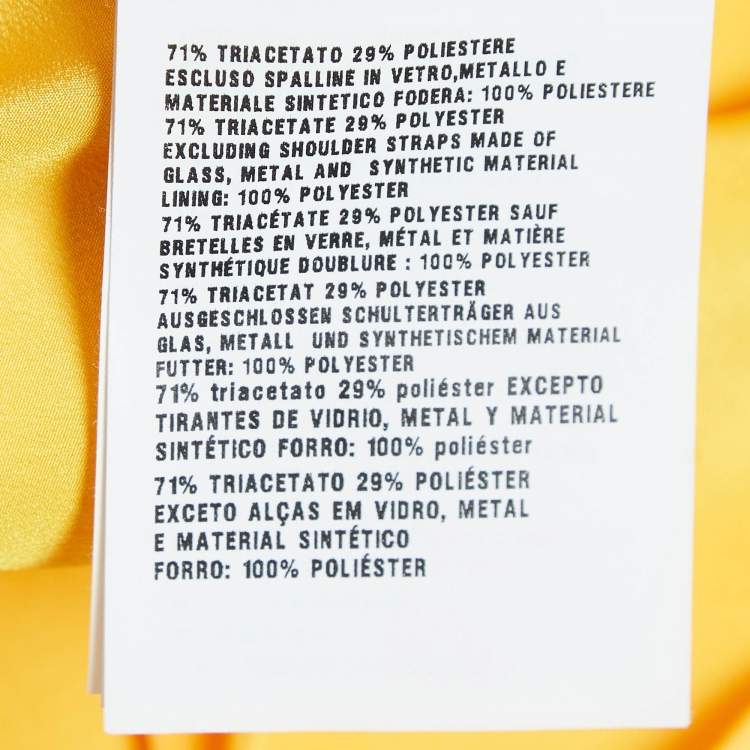 71% TRIACETATO 29% POLIESTERE
ESCLUSO SPALLINE IN VETRO,METALLO E
MATERIALE SINTETICO FODERA: 100% POLIESTERE
71% TRIACETATE 29% POLYESTER
EXCLUDING SHOULDER STRAPS MADE OF
GLASS, METAL AND SYNTHETIC MATERIAL
LINING: 100% POLYESTER
71% TRIACÉTATE 29% POLYESTER SAUF
BRETELLES EN VERRE, MÉTAL ET MATIÈRE
SYNTHÉTIQUE DOUBLURE : 100% POLYESTER
71% TRIACETAT 29% POLYESTER
AUSGESCHLOSSEN SCHULTERTRÄGER AUS
GLAS, METALL UND SYNTHETISCHEM MATERIAL
FUTTER: 100% POLYESTER
71% triacetato 29% poliéster EXCEPTO
TIRANTES DE VIDRIO, METAL Y MATERIAL
SINTÉTICO FORRO: 100% poliéster
71% TRIACETATO 29% POLIÉSTER
EXCETO ALÇAS EM VIDRO, METAL
E MATERIAL SINTÉTICO
FORRO: 100% POLIÉSTER